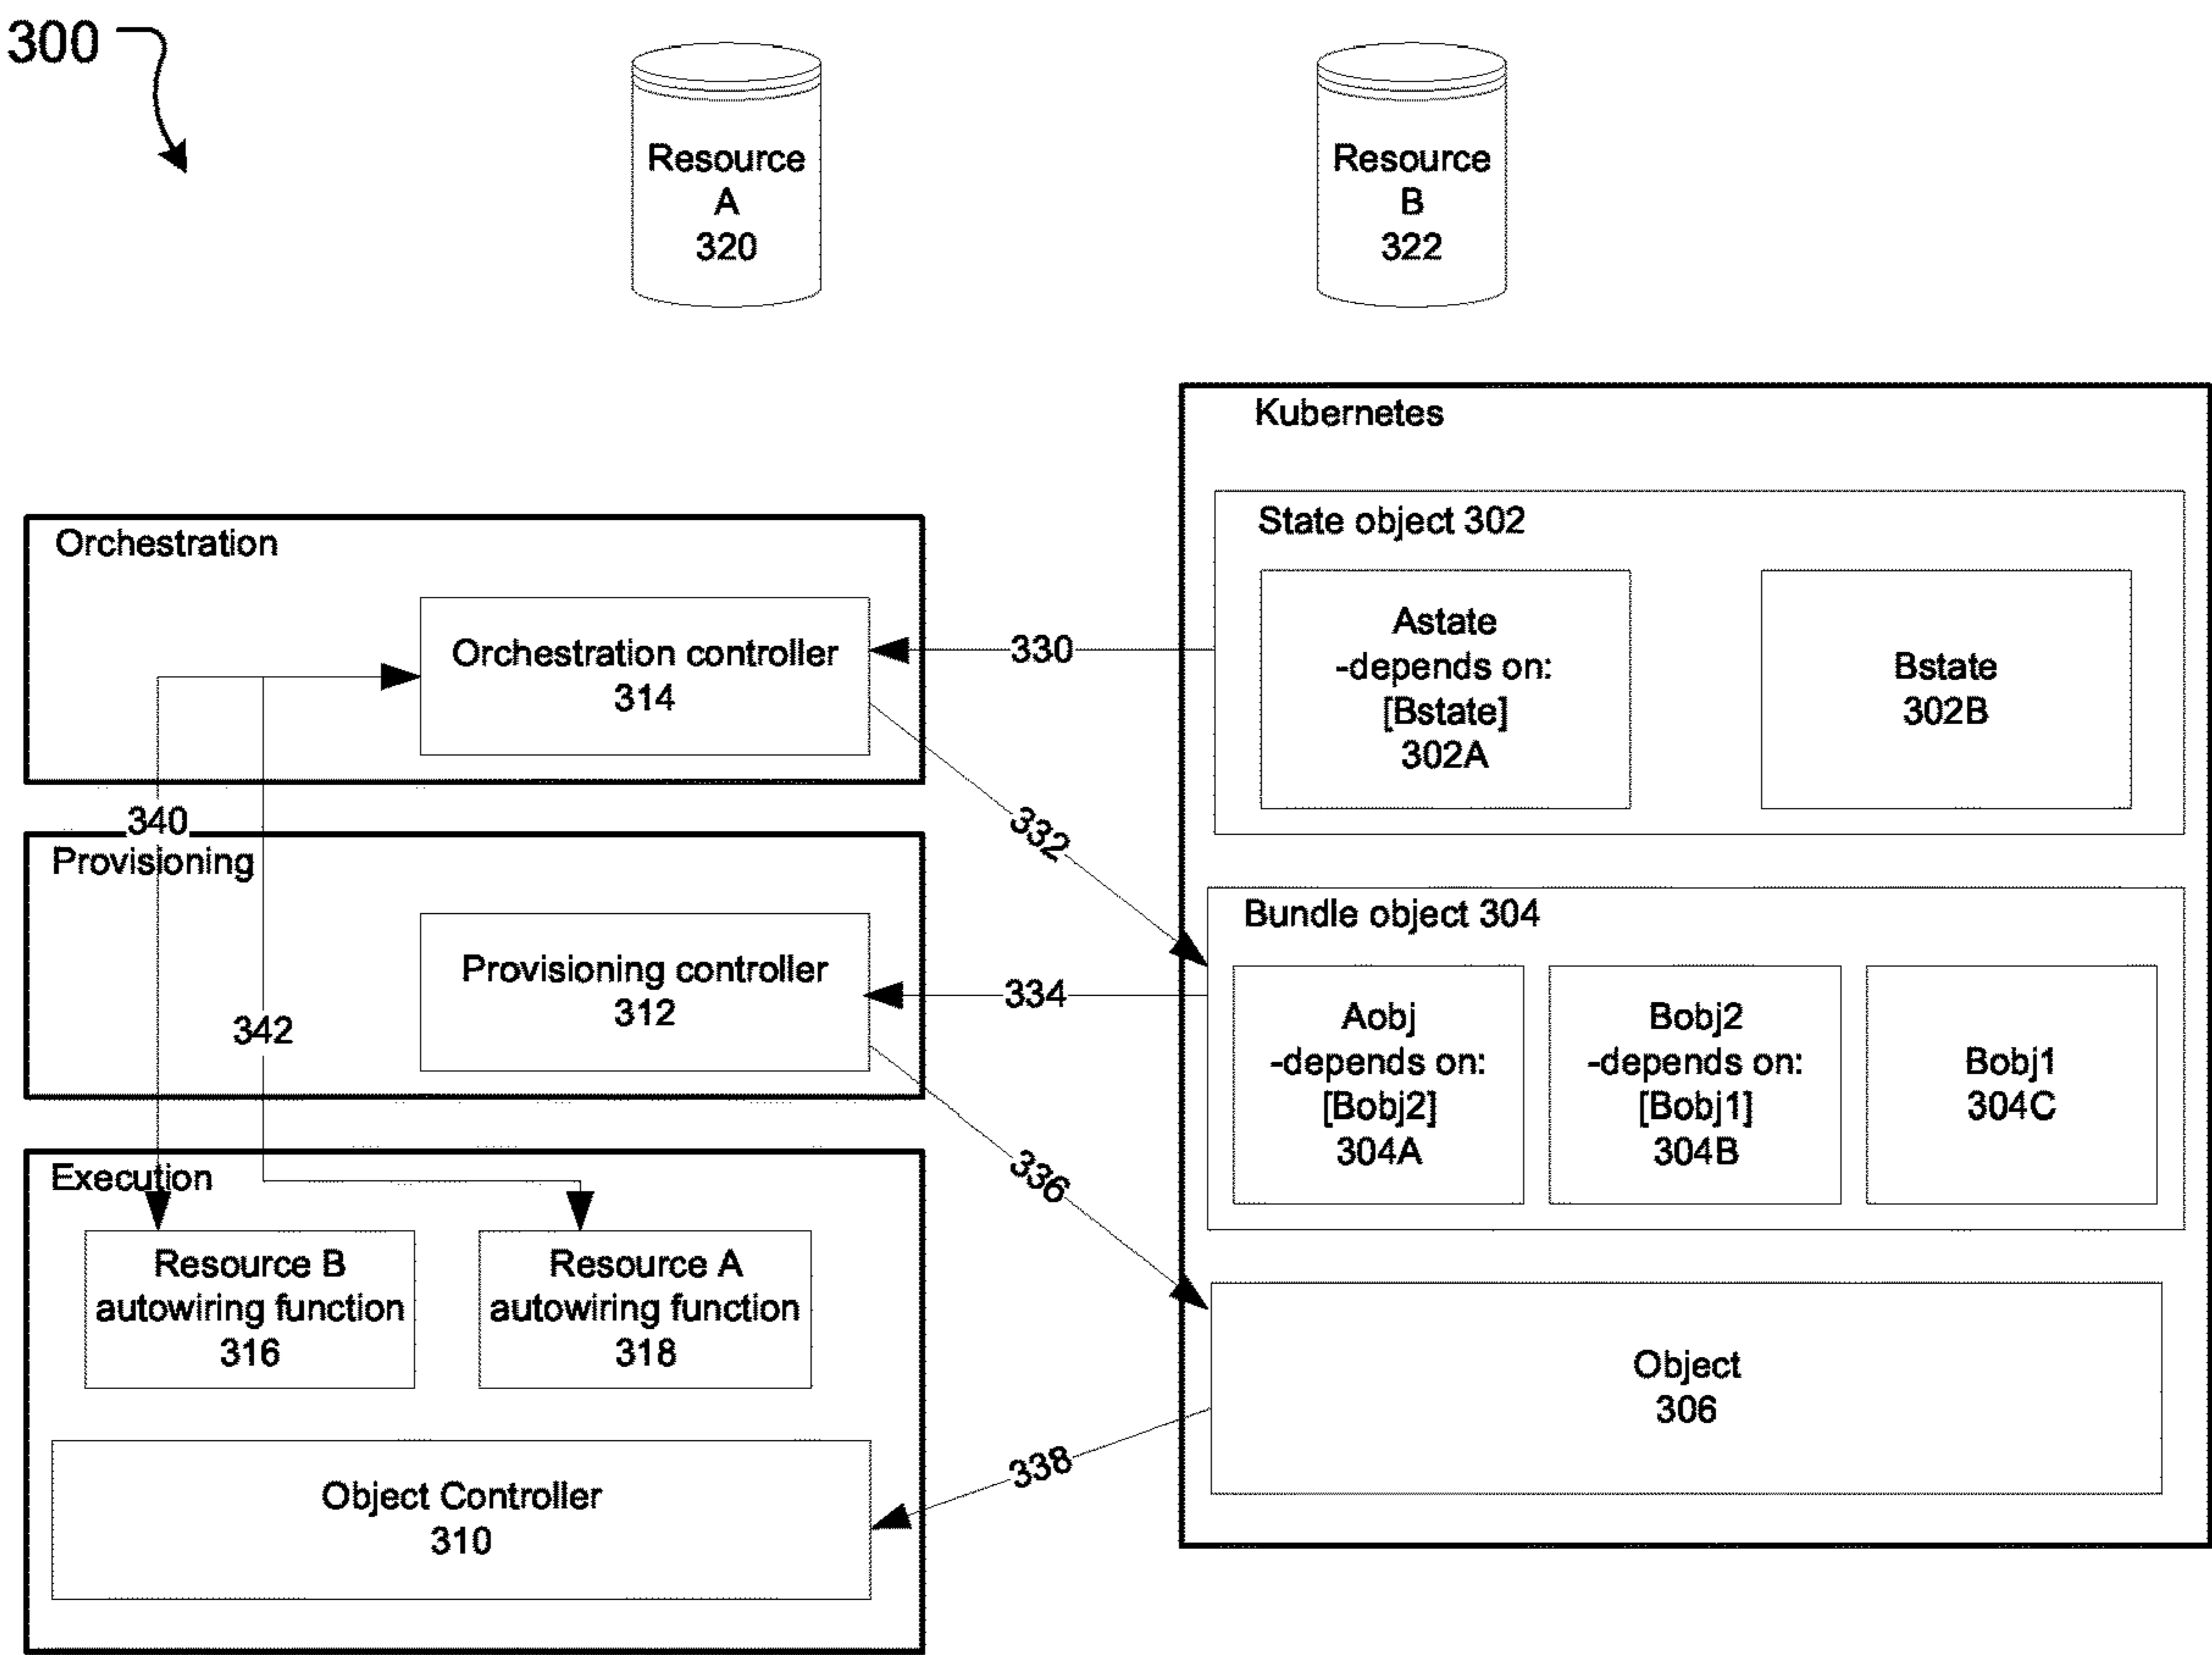 300
Resource
A
320
Resource
B
322
Kubernetes
State object 302
Astate
-depends on:
[Bstate]
302A
Bstate
302B
Orchestration
Orchestration controller
314
330
332
340
Provisioning
Provisioning controller
312
334
342
Bundle object 304
Aobj
-depends on:
[Bobj2]
304A
Bobj2
-depends on:
[Bobj1]
304B
Bobj1
304C
336
Execution
Resource B
autowiring function
316
Resource A
autowiring function
318
Object
306
338
Object Controller
310